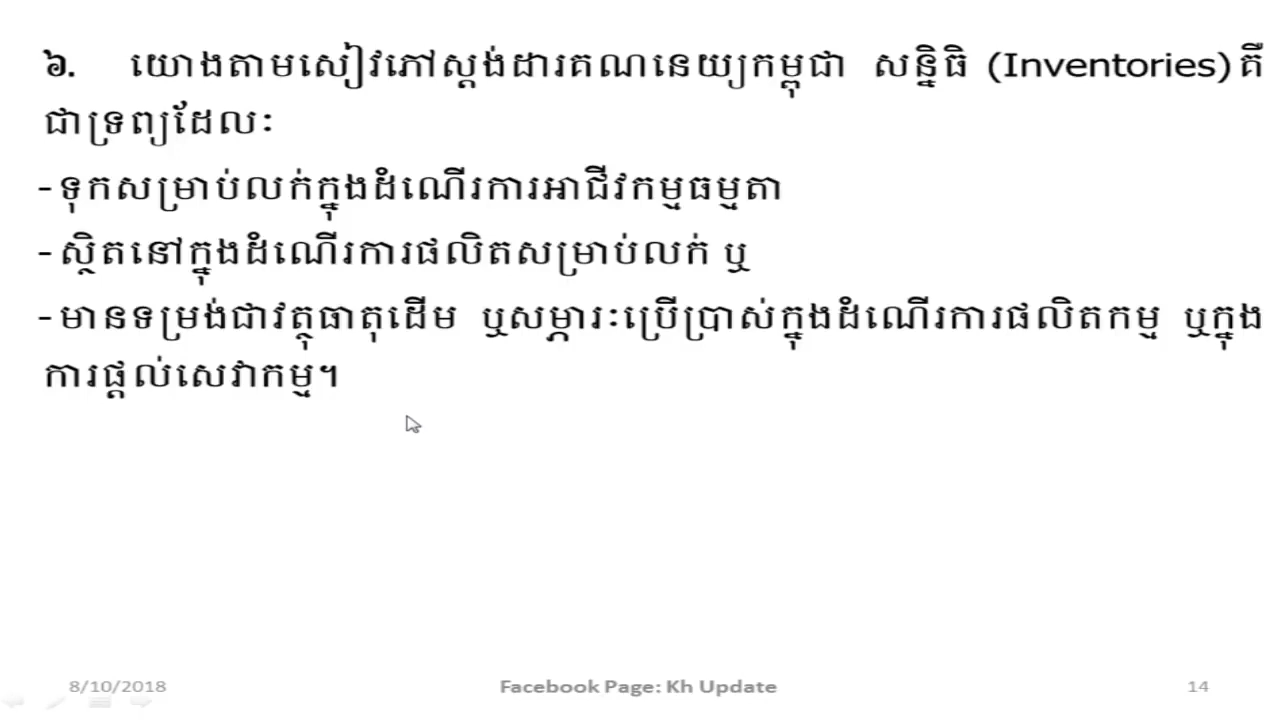 ៦. យោងតាមសៀវភៅស្តង់ដារគណនេយ្យកម្ពុជា សន្និធិ (Inventories) គឺ
ជាទ្រព្យដែលៈ
-ទុកសម្រាប់លក់ក្នុងដំណើរការអាជីវកម្មធម្មតា
-ស្ថិតនៅក្នុងដំណើរការផលិតសម្រាប់លក់ ឬ
-មានទម្រង់ជាវត្ថុធាតុដើម ឬសម្ភារៈប្រើប្រាស់ក្នុងដំណើរការផលិតកម្ម ឬក្នុង
ការផ្តល់សេវាកម្ម។
8/10/2018 Facebook Page: Kh Update 14